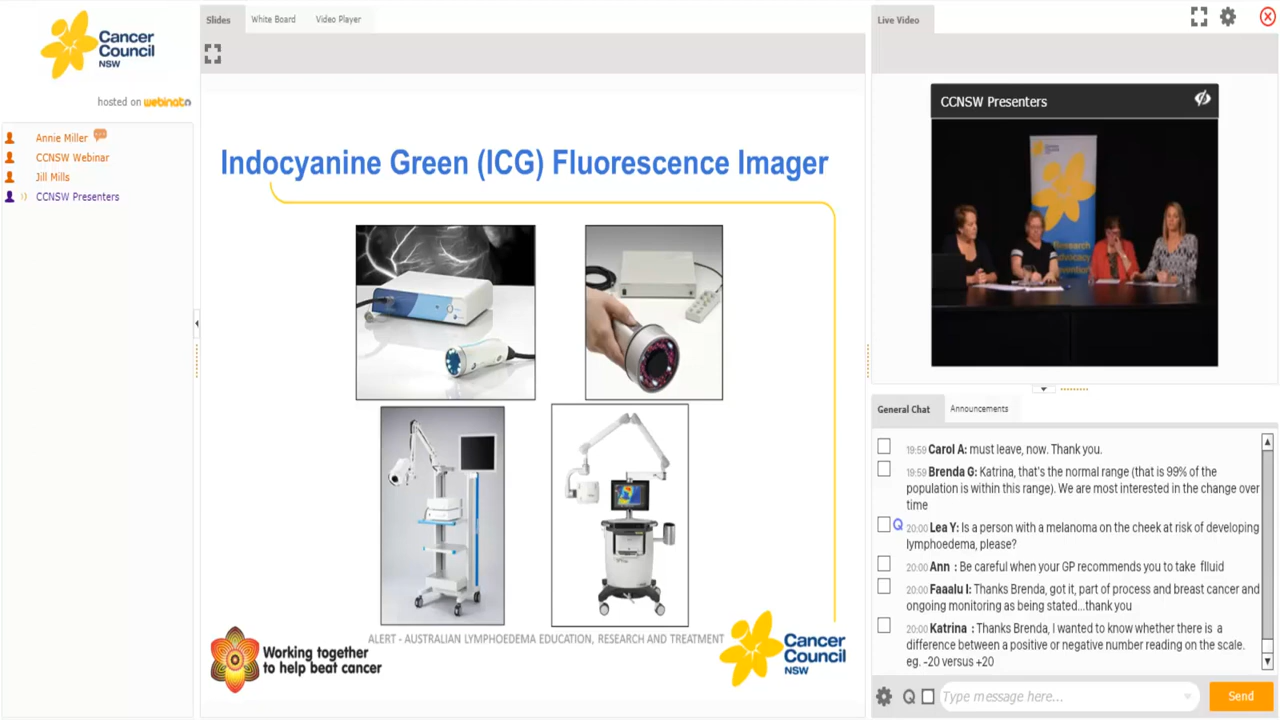 Cancer
Council
NSW
hosted on webinato
Annie Miller
CCNSW Webinar
Jill Mills
CCNSW Presenters
Slides
White Board
Video Player
Indocyanine Green (ICG) Fluorescence Imager
ALERT - AUSTRALIAN LYMPHOEDEMA EDUCATION, RESEARCH AND TREATMENT
Working together
to help beat cancer
Cancer
Council
NSW
Live Video
CCNSW Presenters
Research
Advocacy
General Chat
Announcements
19:59 Carol A: must leave, now. Thank you.
19:59 Brenda G: Katrina, that's the normal range (that is 99% of the
population is within this range). We are most interested in the change over
time
Q 20:00 Lea Y: Is a person with a melanoma on the cheek at risk of developing
lymphoedema, please?
20:00 Ann : Be careful when your GP recommends you to take flluid
20:00 Faaalu I: Thanks Brenda, got it, part of process and breast cancer and
ongoing monitoring as being stated...thank you
20:00 Katrina : Thanks Brenda, I wanted to know whether there is a
difference between a positive or negative number reading on the scale.
eg. -20 versus +20
Q
Type message here...
Send